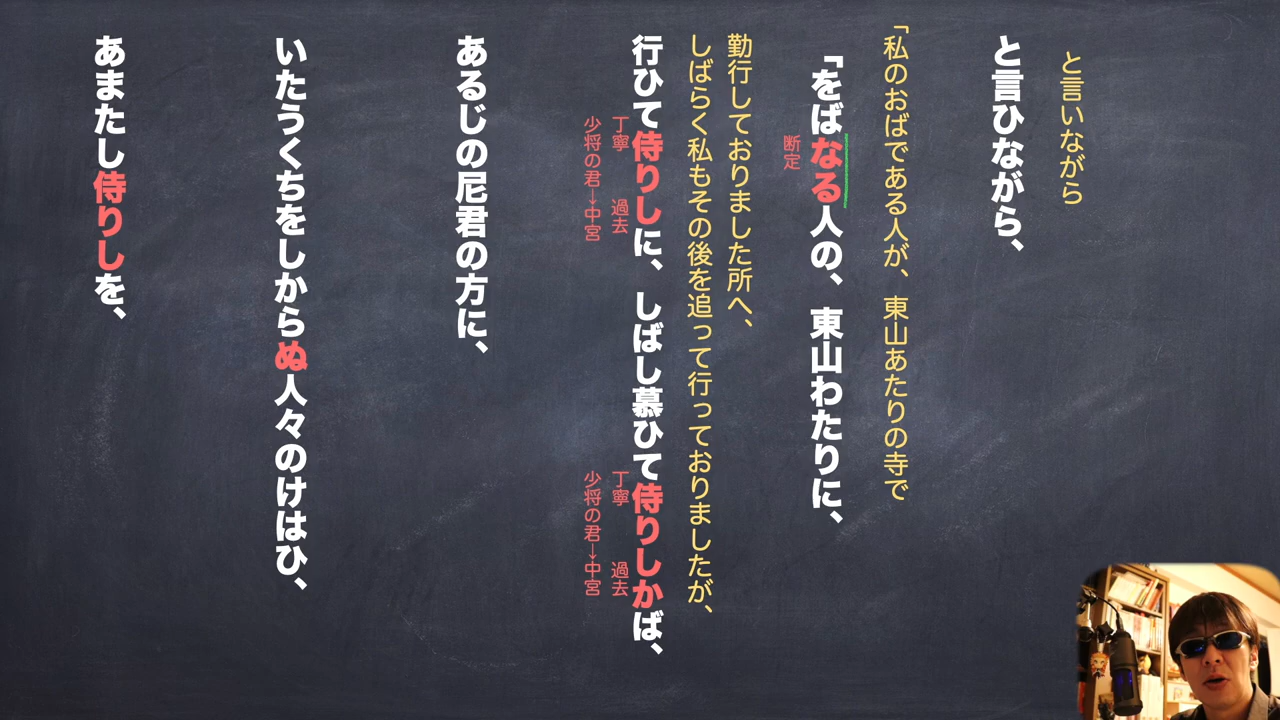 と言いながら
と言ひながら、
「私のおばである人が、東山あたりの寺で
「をばなる人の、東山わたりに、
断定
勤行しておりました所へ、
しばらく私もその後を追って行っておりましたが、
行ひて侍りしに、しばし慕ひて侍りしかば、
丁寧 過去 丁寧 過去
少将の君→中宮 少将の君→中宮
あるじの尼君の方に、
いたうくちをしからぬ人々のけはひ、
あまたし侍りしを、